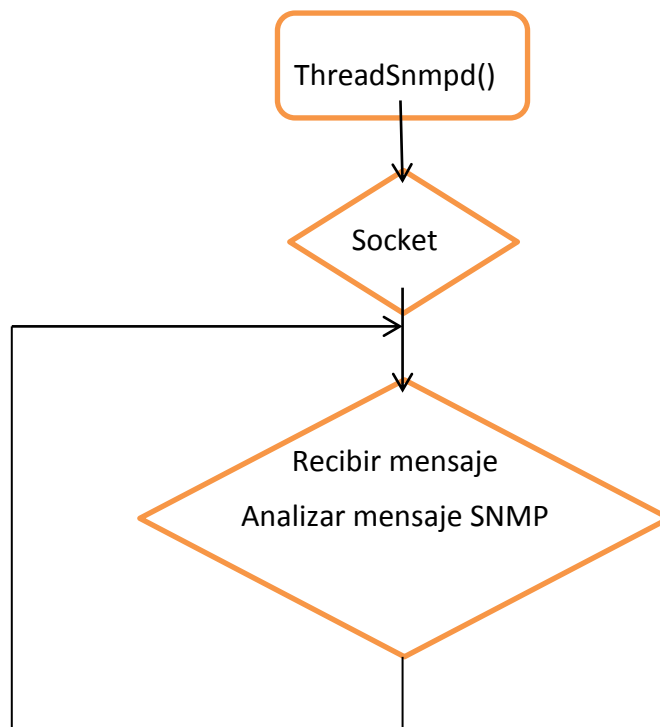 ThreadSnmpd()
Socket
Recibir mensaje
Analizar mensaje SNMP